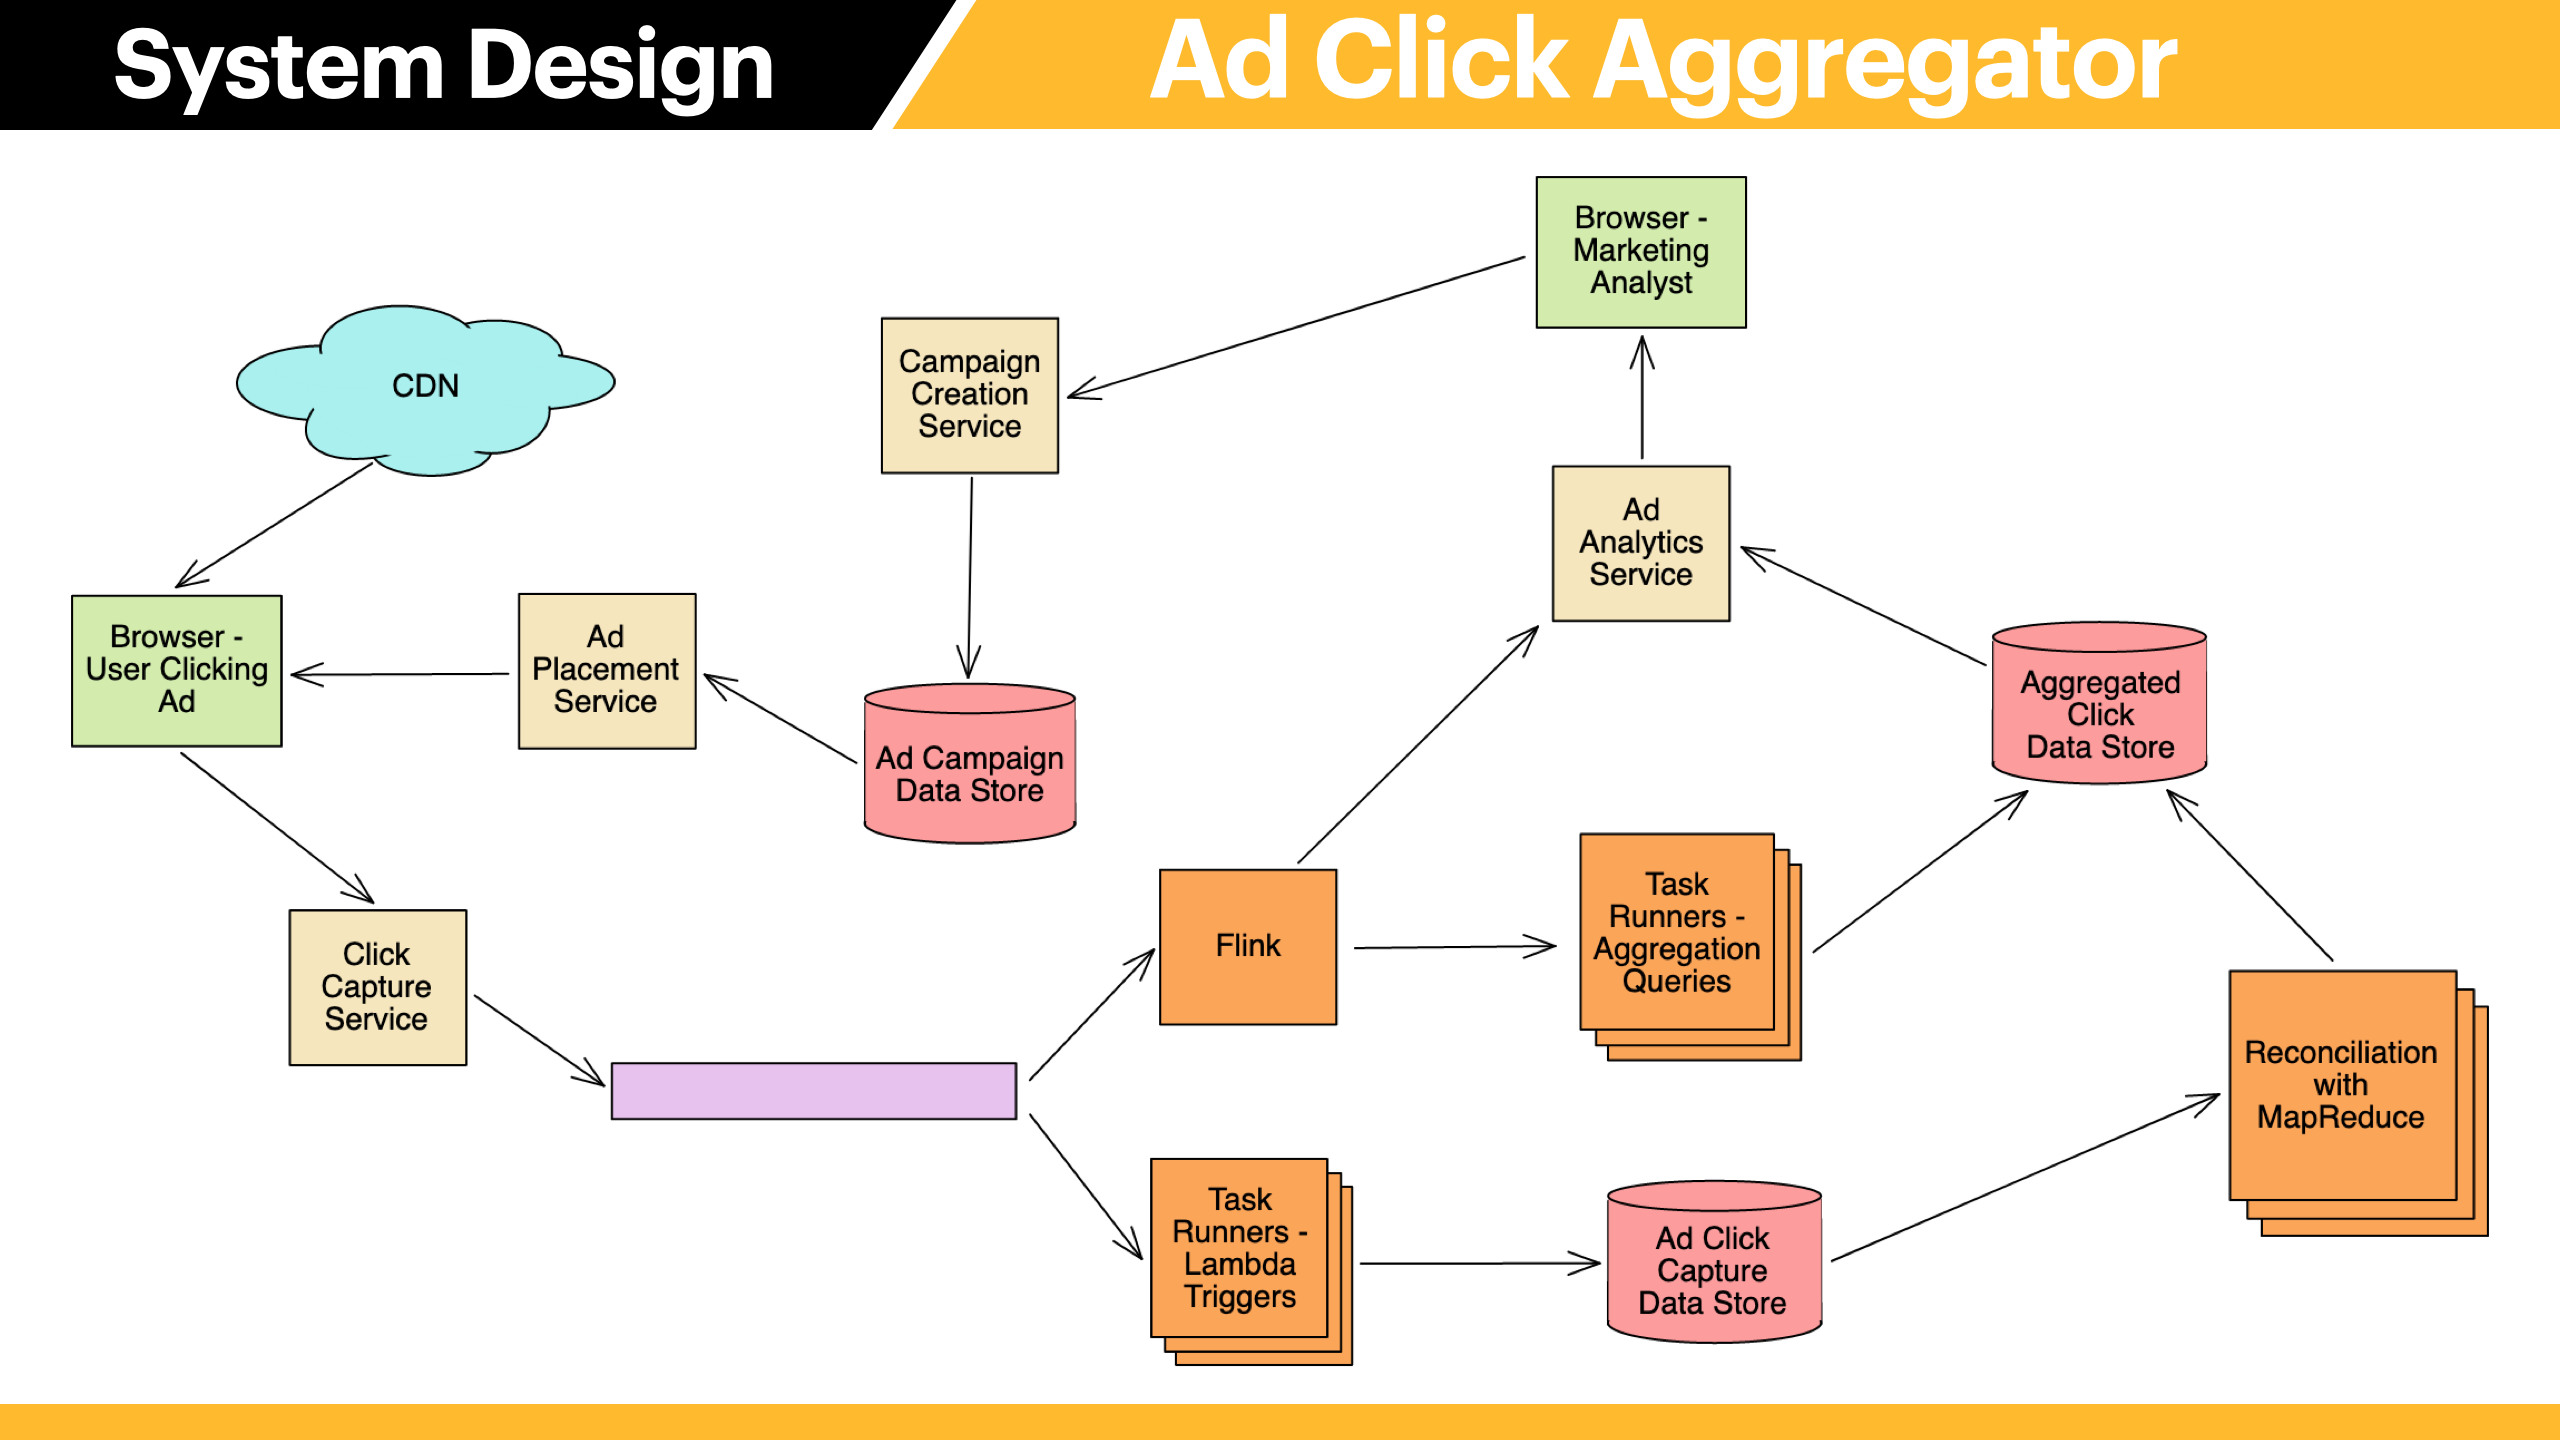 System Design
Ad Click Aggregator
Browser -
Marketing
Analyst
CDN
Campaign
Creation
Service
Ad
Analytics
Service
Browser -
User Clicking
Ad
Ad
Placement
Service
Ad Campaign
Data Store
Aggregated
Click
Data Store
Click
Capture
Service
Flink
Task
Runners -
Aggregation
Queries
Reconciliation
with
MapReduce
Task
Runners -
Lambda
Triggers
Ad Click
Capture
Data Store